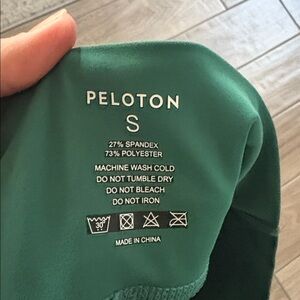 PELOTON
S
27% SPANDEX
73% POLYESTER
MACHINE WASH COLD
DO NOT TUMBLE DRY
DO NOT BLEACH
DO NOT IRON
30°
MADE IN CHINA